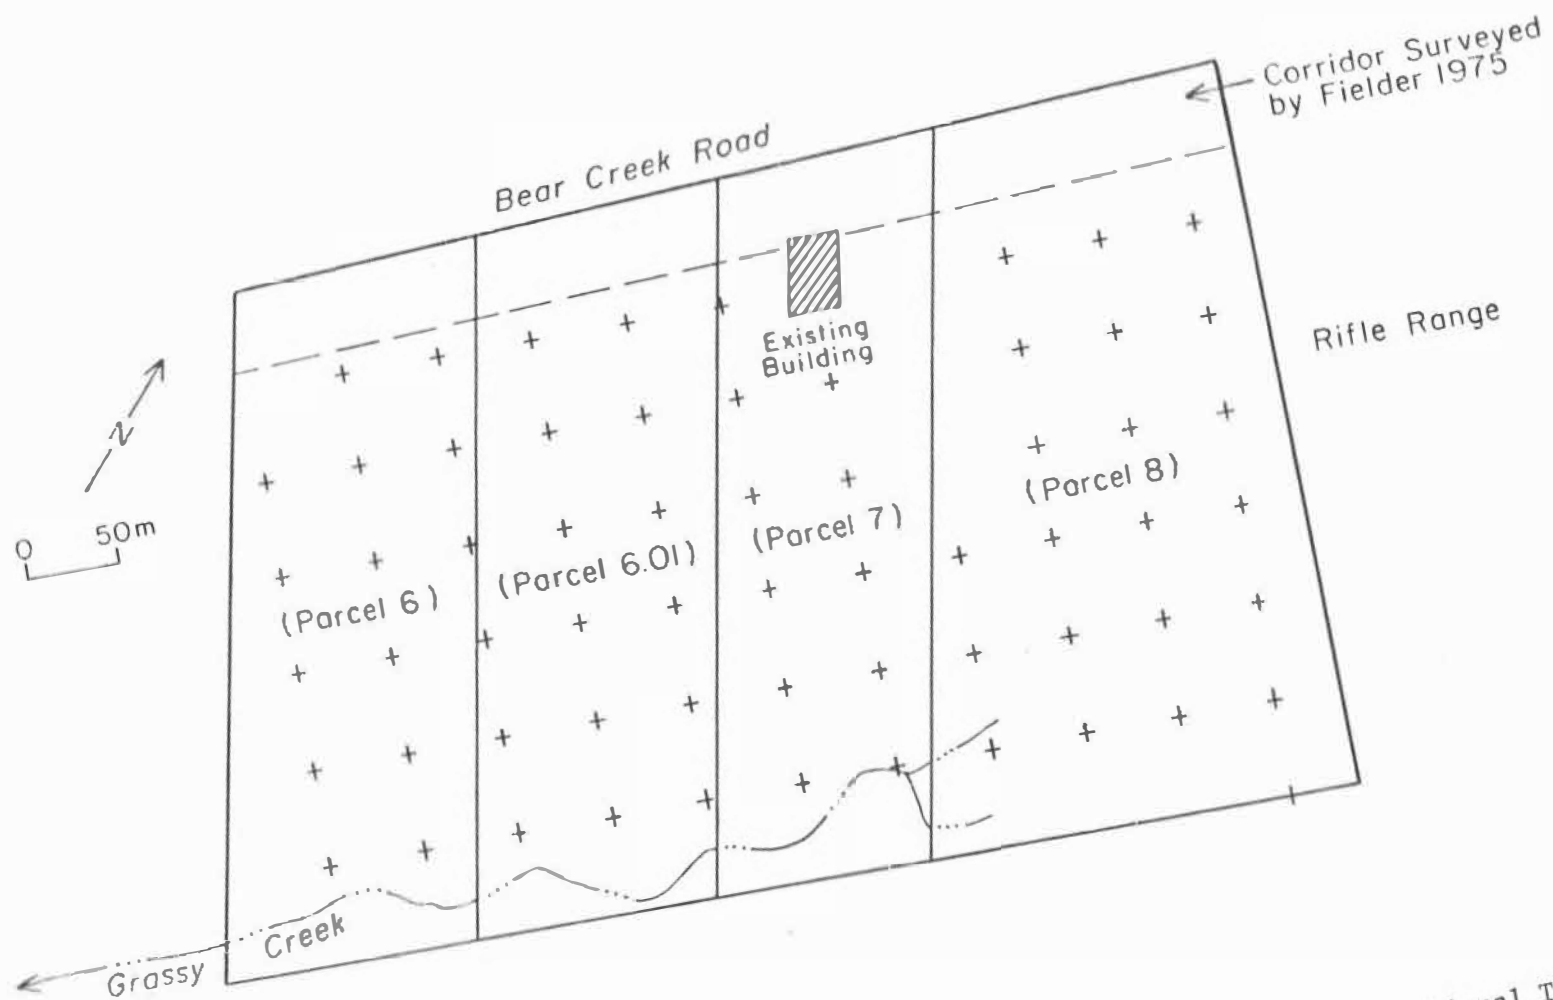 Corridor Surveyed
by Fielder 1975
Bear Creek Road
Existing
Building
Rifle Range
N
0 50m
(Parcel 8)
(Parcel 7)
(Parcel 6.01)
(Parcel 6)
Creek
Grassy